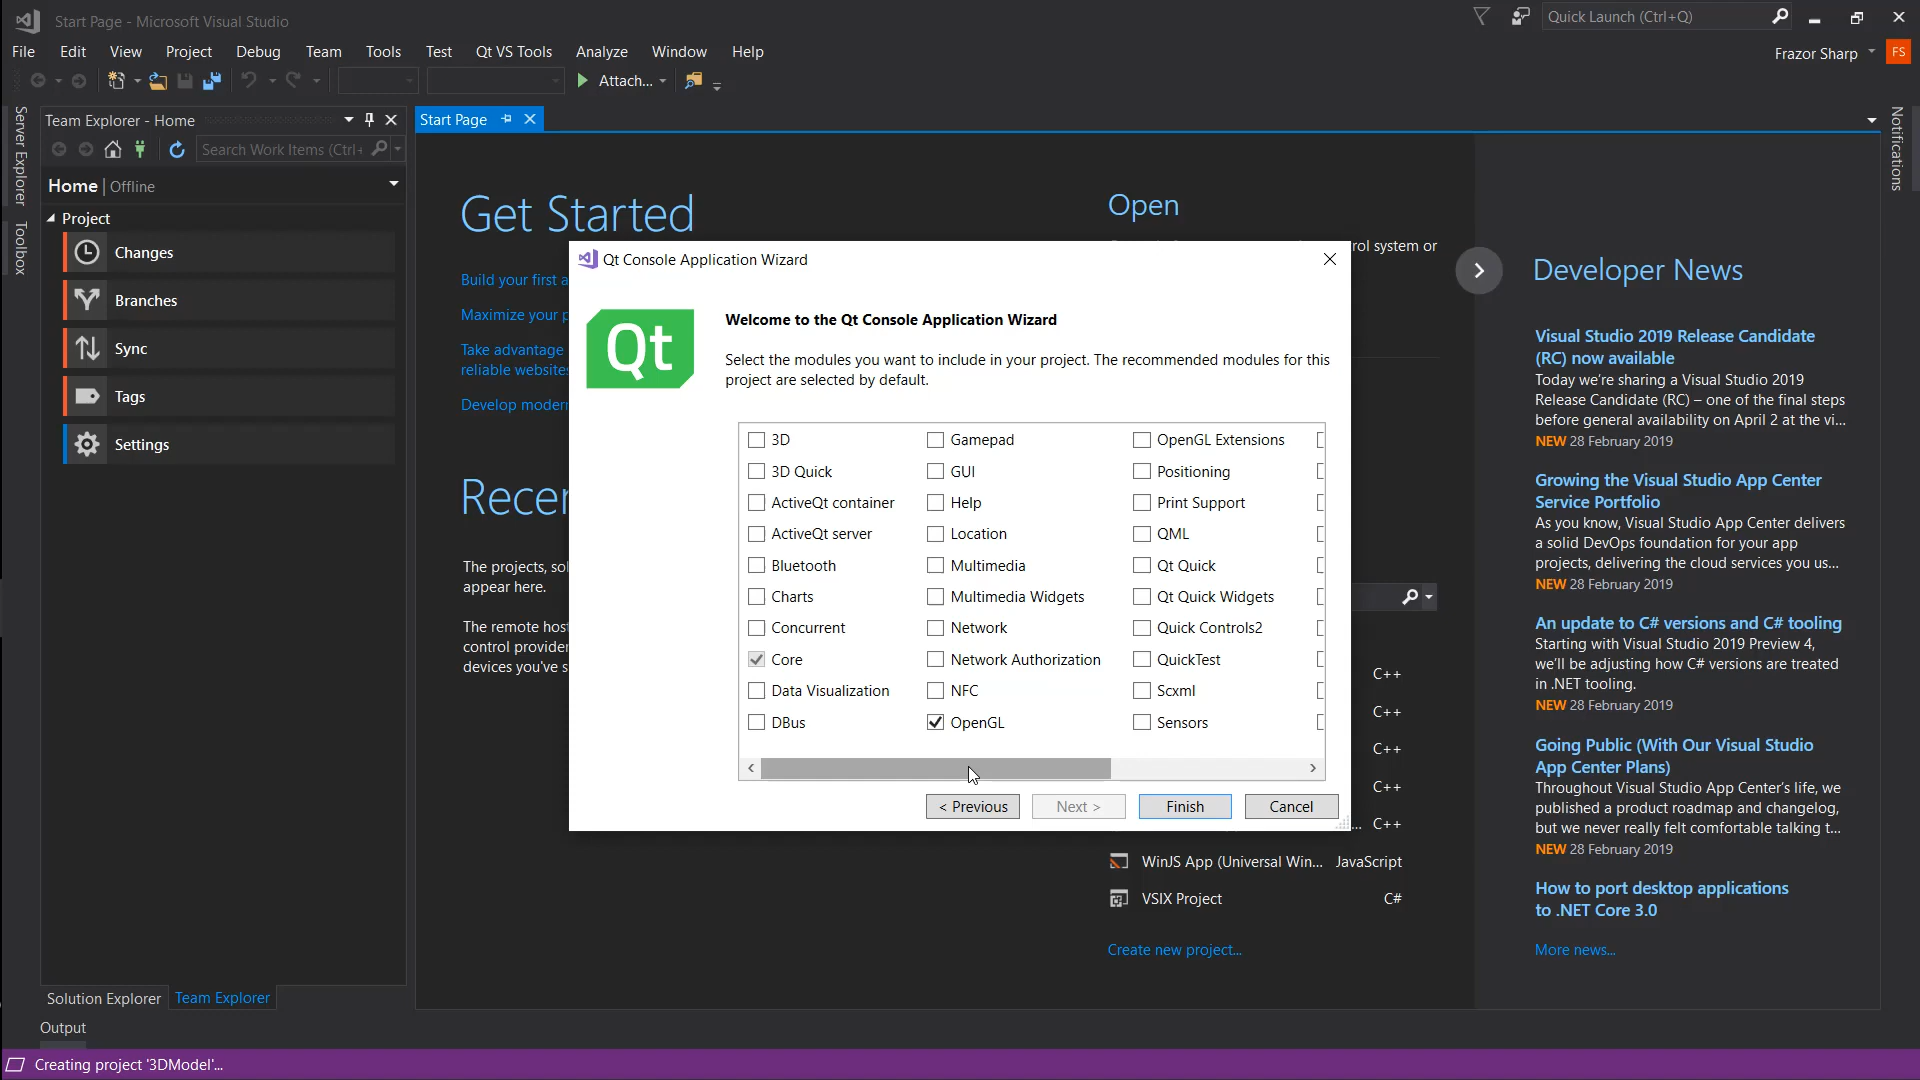 Start Page - Microsoft Visual Studio
Quick Launch (Ctrl+Q)
File Edit View Project Debug Team Tools Test Qt VS Tools Analyze Window Help
Frazor Sharp FS
Attach...
Server Explorer
Toolbox
Team Explorer - Home
Search Work Items (Ctrl+
Home | Offline
Project
Changes
Branches
Sync
Tags
Settings
Solution Explorer Team Explorer
Output
Creating project '3DModel'...
Start Page
Get Started
Build your first a
Maximize your p
Take advantage
reliable websites
Develop modern
Recen
The projects, sol
appear here.
The remote host
control provider
devices you've s
Open
rol system or
Qt Console Application Wizard
Qt
Welcome to the Qt Console Application Wizard
Select the modules you want to include in your project. The recommended modules for this
project are selected by default.
3D Gamepad OpenGL Extensions
3D Quick GUI Positioning
ActiveQt container Help Print Support
ActiveQt server Location QML
Bluetooth Multimedia Qt Quick
Charts Multimedia Widgets Qt Quick Widgets
Concurrent Network Quick Controls2
Core Network Authorization QuickTest
Data Visualization NFC Scxml
DBus OpenGL Sensors
< Previous Next > Finish Cancel
C++
C++
C++
C++
... C++
WinJS App (Universal Win... JavaScript
VSIX Project C#
Create new project...
Developer News
Visual Studio 2019 Release Candidate
(RC) now available
Today we're sharing a Visual Studio 2019
Release Candidate (RC) – one of the final steps
before general availability on April 2 at the vi...
NEW 28 February 2019
Growing the Visual Studio App Center
Service Portfolio
As you know, Visual Studio App Center delivers
a solid DevOps foundation for your app
projects, delivering the cloud services you us...
NEW 28 February 2019
An update to C# versions and C# tooling
Starting with Visual Studio 2019 Preview 4,
we'll be adjusting how C# versions are treated
in .NET tooling.
NEW 28 February 2019
Going Public (With Our Visual Studio
App Center Plans)
Throughout Visual Studio App Center's life, we
published a product roadmap and changelog,
but we never really felt comfortable talking t...
NEW 28 February 2019
How to port desktop applications
to .NET Core 3.0
More news...
Notifications